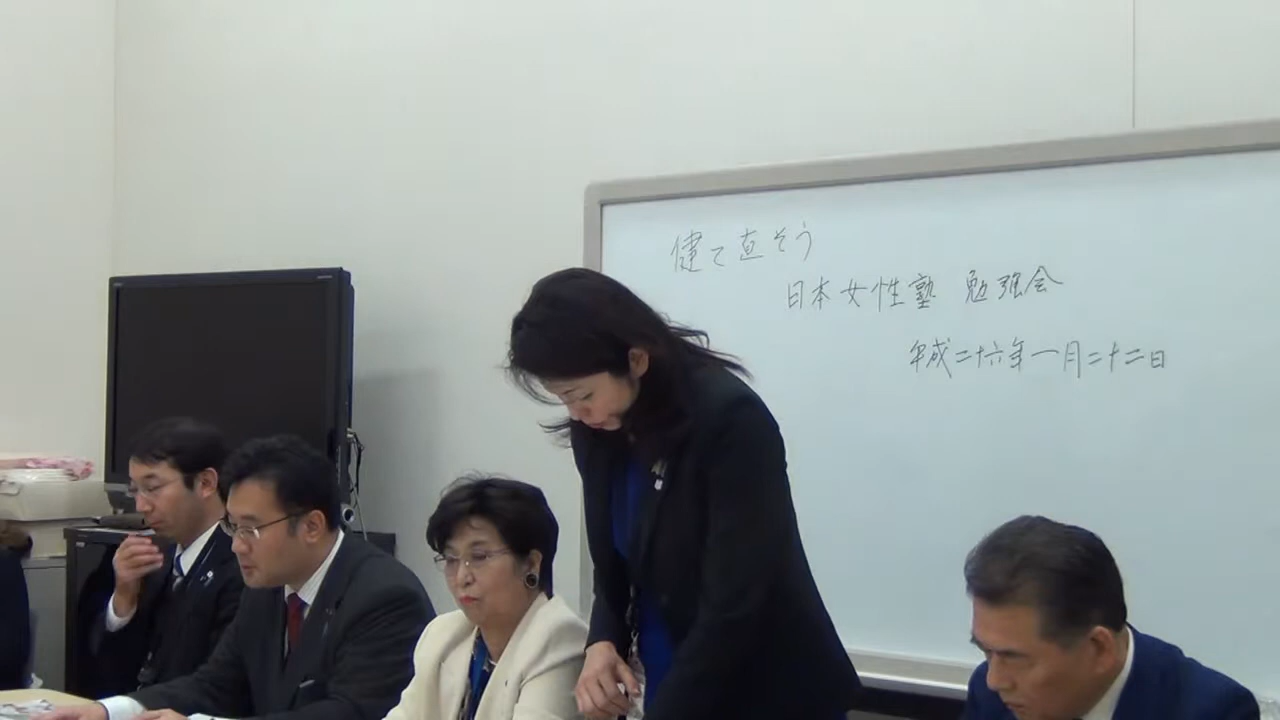 建て直そう
日本女性塾 勉強会
平成二十六年一月二十二日